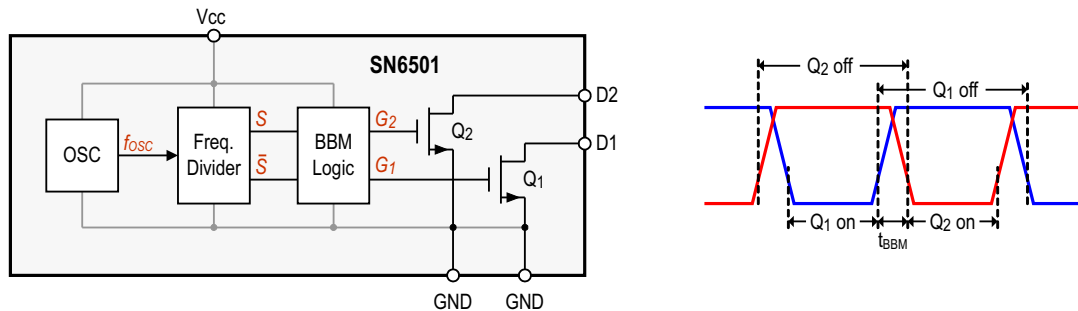 Vcc
SN6501
OSC
fOSC
Freq.
Divider
S
S̅
BBM
Logic
G2
G1
Q2
Q1
D2
D1
GND
GND
Q2 off
Q1 off
Q1 on
tBBM
Q2 on